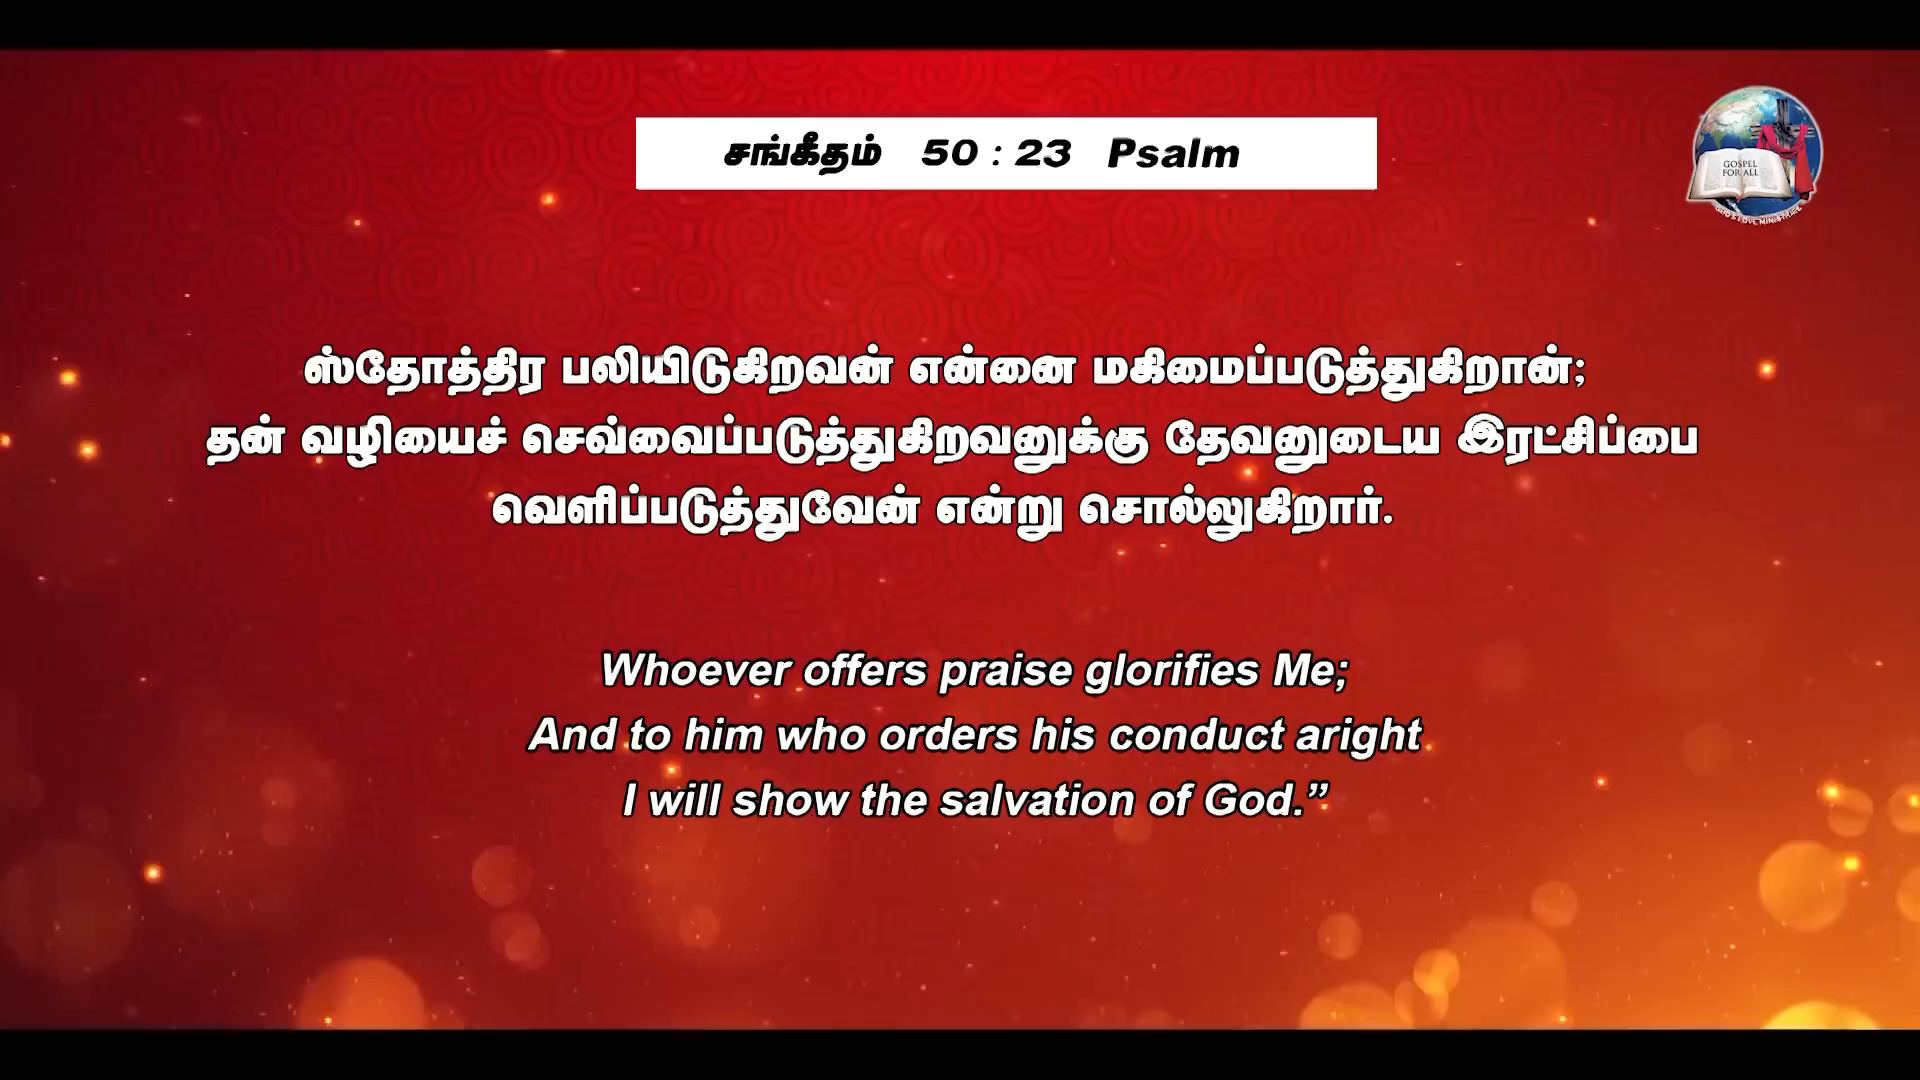 சங்கீதம் 50 : 23 Psalm
GOSPEL
FOR ALL
ஸ்தோத்திர பலியிடுகிறவன் என்னை மகிமைப்படுத்துகிறான்;
தன் வழியைச் செவ்வைப்படுத்துகிறவனுக்கு தேவனுடைய இரட்சிப்பை
வெளிப்படுத்துவேன் என்று சொல்லுகிறார்.
Whoever offers praise glorifies Me;
And to him who orders his conduct aright
I will show the salvation of God.”